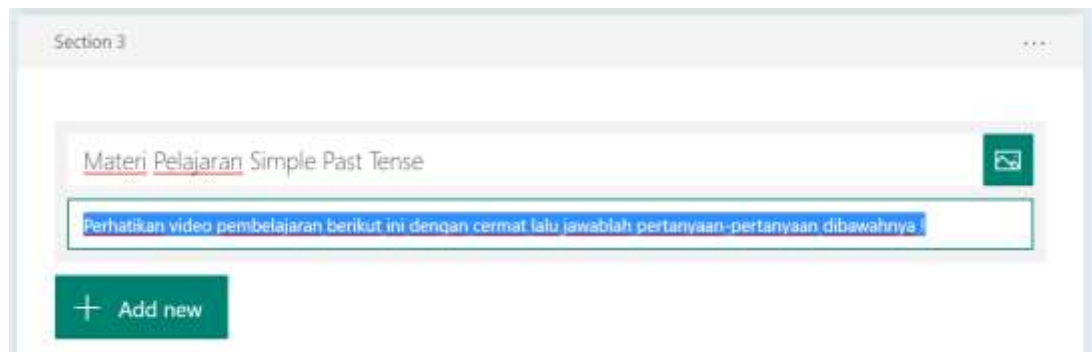 Section 3
...
Materi Pelajaran Simple Past Tense
Perhatikan video pembelajaran berikut ini dengan cermat lalu jawablah pertanyaan-pertanyaan dibawahnya !
+ Add new